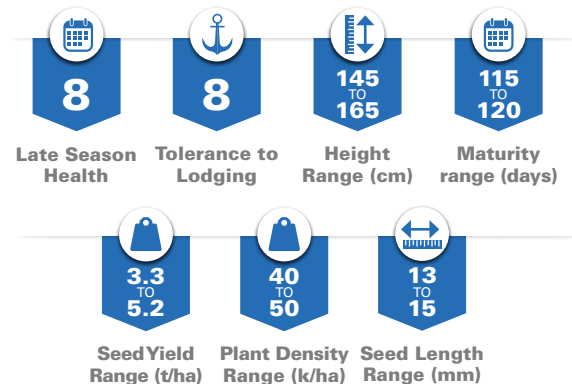 8
8
145
TO
165
115
TO
120
Late Season
Health
Tolerance to
Lodging
Height
Range (cm)
Maturity
range (days)
3.3
TO
5.2
40
TO
50
13
TO
15
Seed Yield
Range (t/ha)
Plant Density
Range (k/ha)
Seed Length
Range (mm)